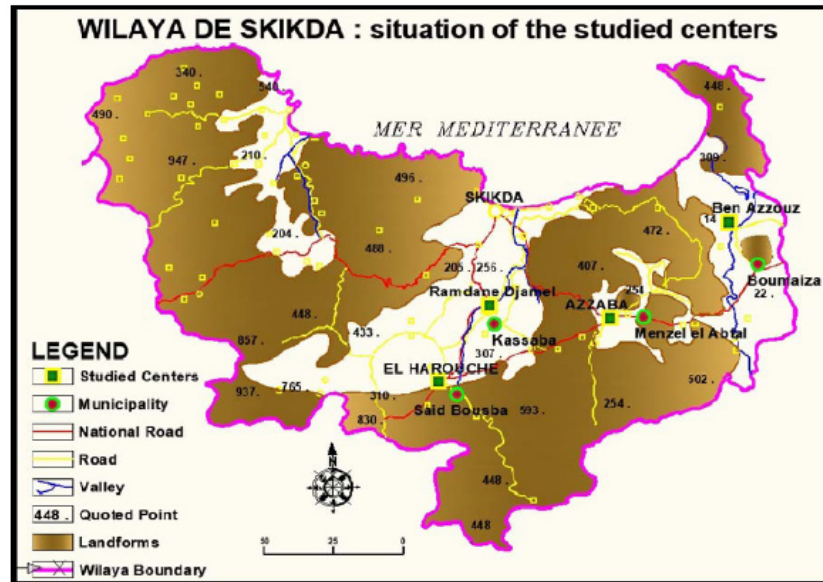 WILAYA DE SKIKDA : situation of the studied centers
340 .
540 .
448 .
490 .
MER MEDITERRANEE
210 .
309 .
947 .
496 .
SKIKDA
Ben Azzouz
14
204 .
488 .
472 .
205 .
256 .
407 .
254
Boumaiza
22 .
Ramdane Djamel
448 .
AZZABA
433 .
Kassaba
Menzel el Abtal
857 .
307 .
LEGEND
EL HAROUCHE
502 .
Studied Centers
937 .
765 .
310
Said Bousba
593 .
254 .
Municipality
830 .
National Road
Road
N
Valley
448 .
448 . Quoted Point
448
Landforms
50 25 0
Wilaya Boundary